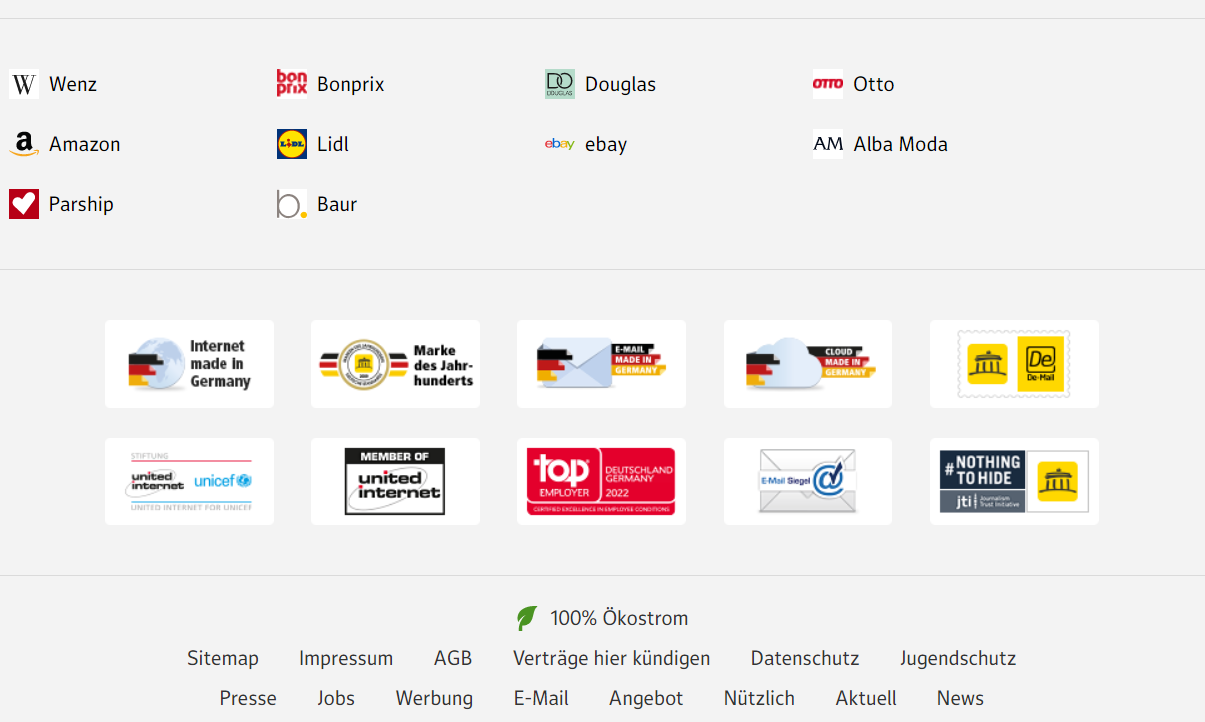 W Wenz bon prix Bonprix DO DOUGLAS Douglas OTTO Otto
a Amazon LIDL Lidl ebay ebay AM Alba Moda
Parship b. Baur
Internet made in Germany
Marke des Jahr-hunderts
E-MAIL MADE IN GERMANY
CLOUD MADE IN GERMANY
De De-Mail
STIFTUNG united internet unicef UNITED INTERNET FOR UNICEF
MEMBER OF united internet
top EMPLOYER DEUTSCHLAND GERMANY 2022 CERTIFIED EXCELLENCE IN EMPLOYEE CONDITIONS
E-Mail Siegel @
#NOTHING TO HIDE jti Journalism Trust Initiative
100% Ökostrom
Sitemap Impressum AGB Verträge hier kündigen Datenschutz Jugendschutz
Presse Jobs Werbung E-Mail Angebot Nützlich Aktuell News